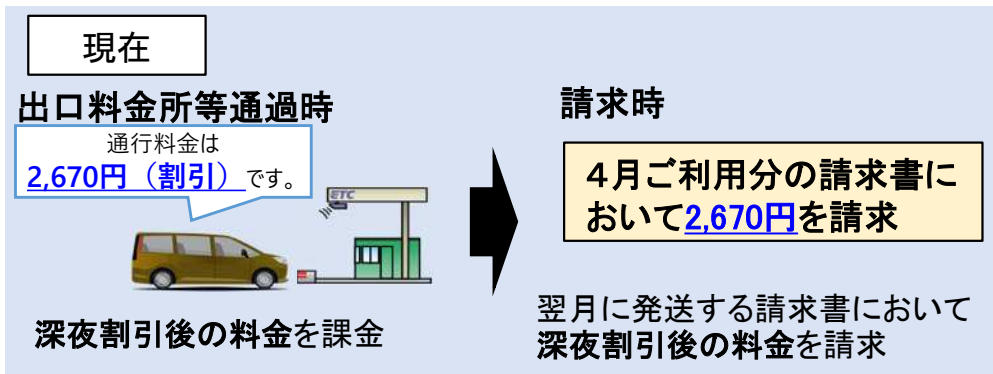 現在
出口料金所等通過時
通行料金は
2,670円（割引）です。
ETC
深夜割引後の料金を課金
請求時
４月ご利用分の請求書に
おいて2,670円を請求
翌月に発送する請求書において
深夜割引後の料金を請求